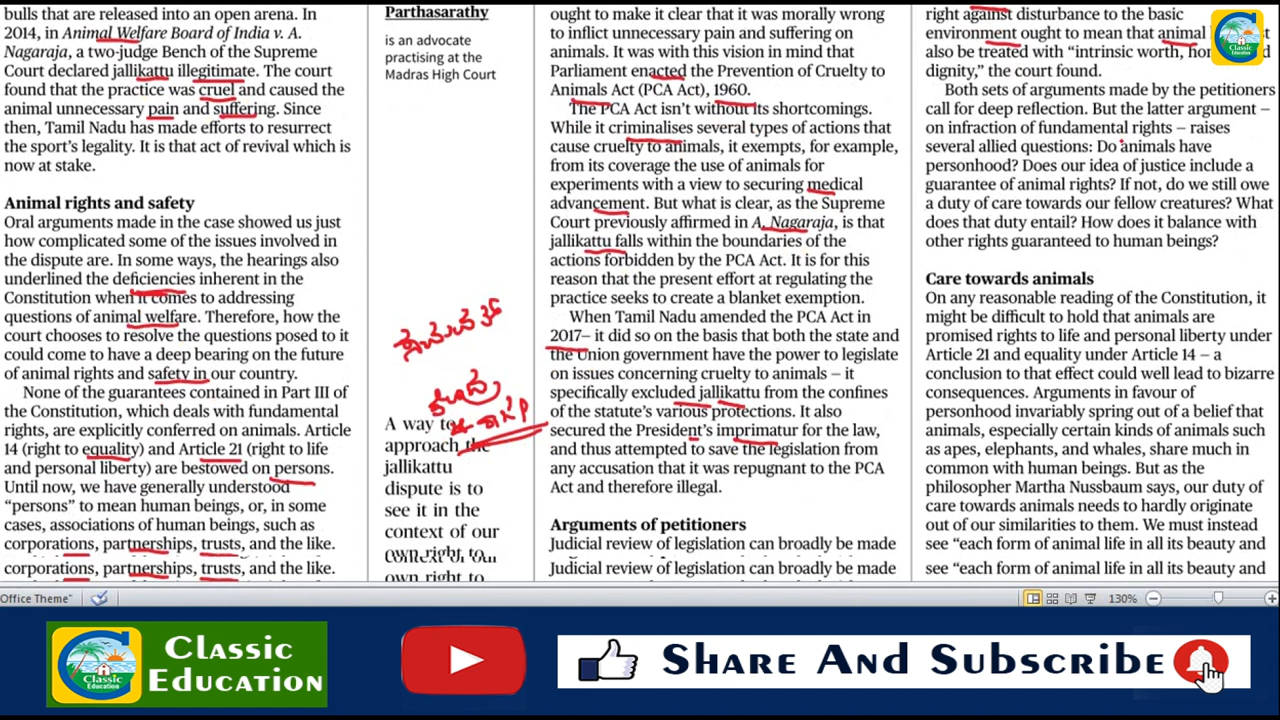 bulls that are released into an open arena. In
2014, in Animal Welfare Board of India v. A.
Nagaraja, a two-judge Bench of the Supreme
Court declared jallikattu illegitimate. The court
found that the practice was cruel and caused the
animal unnecessary pain and suffering. Since
then, Tamil Nadu has made efforts to resurrect
the sport's legality. It is that act of revival which is
now at stake.
Animal rights and safety
Oral arguments made in the case showed us just
how complicated some of the issues involved in
the dispute are. In some ways, the hearings also
underlined the deficiencies inherent in the
Constitution when it comes to addressing
questions of animal welfare. Therefore, how the
court chooses to resolve the questions posed to it
could come to have a deep bearing on the future
of animal rights and safety in our country.
None of the guarantees contained in Part III of
the Constitution, which deals with fundamental
rights, are explicitly conferred on animals. Article
14 (right to equality) and Article 21 (right to life
and personal liberty) are bestowed on persons.
Until now, we have generally understood
“persons” to mean human beings, or, in some
cases, associations of human beings, such as
corporations, partnerships, trusts, and the like.
corporations, partnerships, trusts, and the like.
Parthasarathy
is an advocate
practising at the
Madras High Court
A way to
approach the
jallikattu
dispute is to
see it in the
context of our
own right to
context of our
own right to
ought to make it clear that it was morally wrong
to inflict unnecessary pain and suffering on
animals. It was with this vision in mind that
Parliament enacted the Prevention of Cruelty to
Animals Act (PCA Act), 1960.
The PCA Act isn't without its shortcomings.
While it criminalises several types of actions that
cause cruelty to animals, it exempts, for example,
from its coverage the use of animals for
experiments with a view to securing medical
advancement. But what is clear, as the Supreme
Court previously affirmed in A. Nagaraja, is that
jallikattu falls within the boundaries of the
actions forbidden by the PCA Act. It is for this
reason that the present effort at regulating the
practice seeks to create a blanket exemption.
When Tamil Nadu amended the PCA Act in
2017– it did so on the basis that both the state and
the Union government have the power to legislate
on issues concerning cruelty to animals – it
specifically excluded jallikattu from the confines
of the statute's various protections. It also
secured the President's imprimatur for the law,
and thus attempted to save the legislation from
any accusation that it was repugnant to the PCA
Act and therefore illegal.
Arguments of petitioners
Judicial review of legislation can broadly be made
Judicial review of legislation can broadly be made
right against disturbance to the basic
environment ought to mean that animal
also be treated with “intrinsic worth,
dignity,” the court found.
Both sets of arguments made by the petitioners
call for deep reflection. But the latter argument –
on infraction of fundamental rights – raises
several allied questions: Do animals have
personhood? Does our idea of justice include a
guarantee of animal rights? If not, do we still owe
a duty of care towards our fellow creatures? What
does that duty entail? How does it balance with
other rights guaranteed to human beings?
Care towards animals
On any reasonable reading of the Constitution, it
might be difficult to hold that animals are
promised rights to life and personal liberty under
Article 21 and equality under Article 14 – a
conclusion to that effect could well lead to bizarre
consequences. Arguments in favour of
personhood invariably spring out of a belief that
animals, especially certain kinds of animals such
as apes, elephants, and whales, share much in
common with human beings. But as the
philosopher Martha Nussbaum says, our duty of
care towards animals needs to hardly originate
out of our similarities to them. We must instead
see “each form of animal life in all its beauty and
see “each form of animal life in all its beauty and
Classic
Education
Office Theme"
130%
Classic
Education
Classic
Education
Share And Subscribe